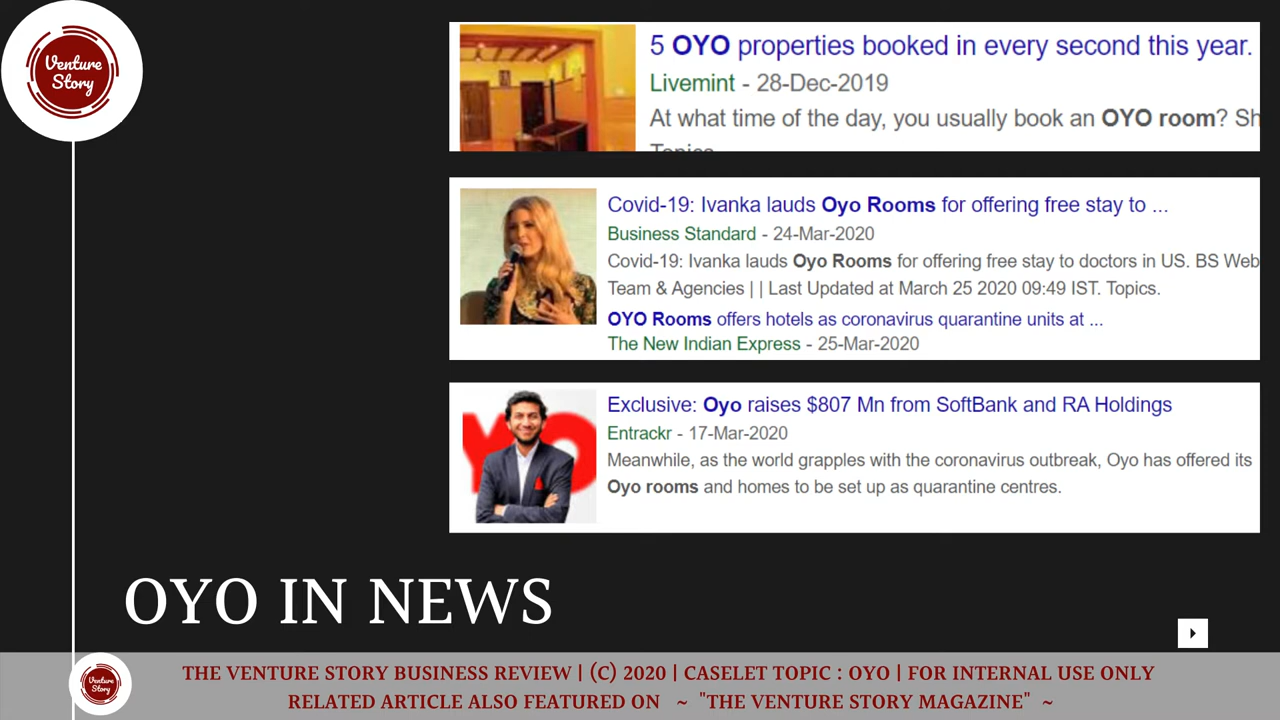 Venture
Story
5 OYO properties booked in every second this year.
Livemint - 28-Dec-2019
At what time of the day, you usually book an OYO room? Sh
Topics
Covid-19: Ivanka lauds Oyo Rooms for offering free stay to ...
Business Standard - 24-Mar-2020
Covid-19: Ivanka lauds Oyo Rooms for offering free stay to doctors in US. BS Web
Team & Agencies | | Last Updated at March 25 2020 09:49 IST. Topics.
OYO Rooms offers hotels as coronavirus quarantine units at ...
The New Indian Express - 25-Mar-2020
YO
Exclusive: Oyo raises $807 Mn from SoftBank and RA Holdings
Entrackr - 17-Mar-2020
Meanwhile, as the world grapples with the coronavirus outbreak, Oyo has offered its
Oyo rooms and homes to be set up as quarantine centres.
OYO IN NEWS
Venture
Story
THE VENTURE STORY BUSINESS REVIEW | (C) 2020 | CASELET TOPIC : OYO | FOR INTERNAL USE ONLY
RELATED ARTICLE ALSO FEATURED ON ~ "THE VENTURE STORY MAGAZINE" ~